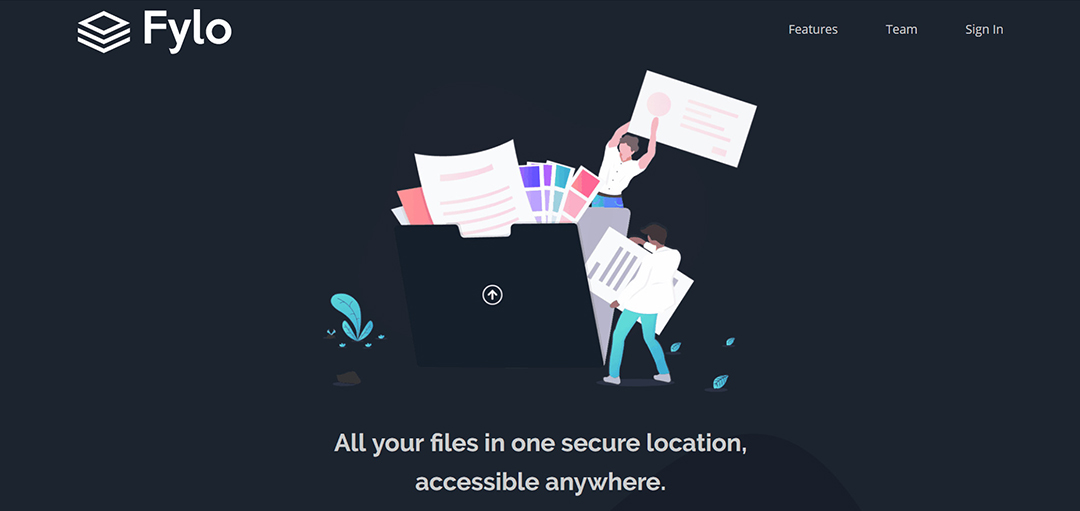 Fylo
Features
Team
Sign In
All your files in one secure location,
accessible anywhere.